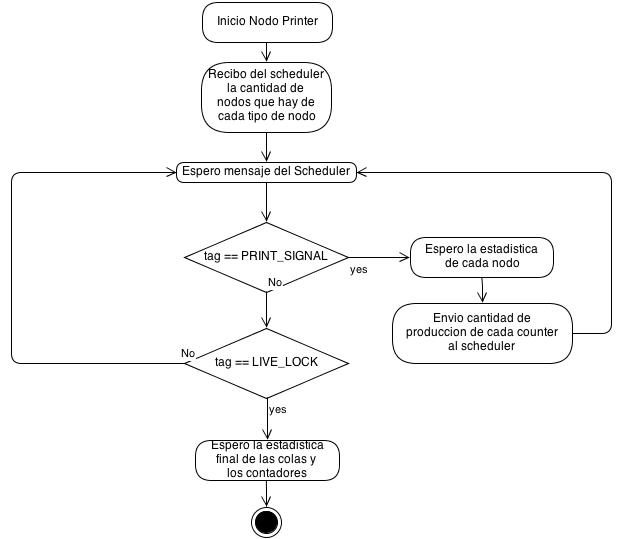 Inicio Nodo Printer
Recibo del scheduler
la cantidad de
nodos que hay de
cada tipo de nodo
Espero mensaje del Scheduler
tag == PRINT_SIGNAL
yes
No
Espero la estadistica
de cada nodo
Envio cantidad de
produccion de cada counter
al scheduler
No
tag == LIVE_LOCK
yes
Espero la estadistica
final de las colas y
los contadores